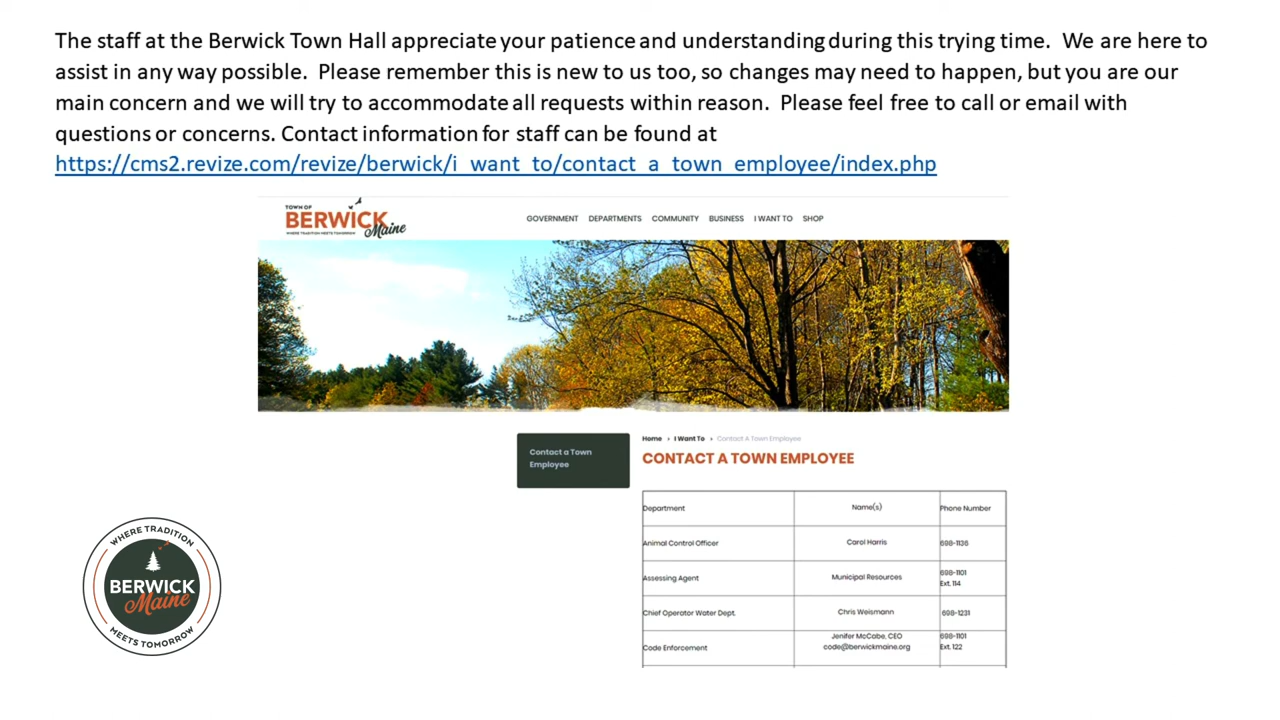 The staff at the Berwick Town Hall appreciate your patience and understanding during this trying time.  We are here to
assist in any way possible.  Please remember this is new to us too, so changes may need to happen, but you are our
main concern and we will try to accommodate all requests within reason.  Please feel free to call or email with
questions or concerns. Contact information for staff can be found at
https://cms2.revize.com/revize/berwick/i_want_to/contact_a_town_employee/index.php
TOWN OF
BERWICK
Maine
WHERE TRADITION MEETS TOMORROW
GOVERNMENT DEPARTMENTS COMMUNITY BUSINESS I WANT TO SHOP
Home › I Want To › Contact A Town Employee
Contact a Town
Employee
CONTACT A TOWN EMPLOYEE
Department Name(s) Phone Number
Animal Control Officer Carol Harris 698-1136
Assessing Agent Municipal Resources 698-1101
Ext. 114
Chief Operator Water Dept. Chris Weismann 698-1231
Code Enforcement Jenifer McCabe, CEO 698-1101
code@berwickmaine.org Ext. 122
WHERE TRADITION
BERWICK
Maine
MEETS TOMORROW